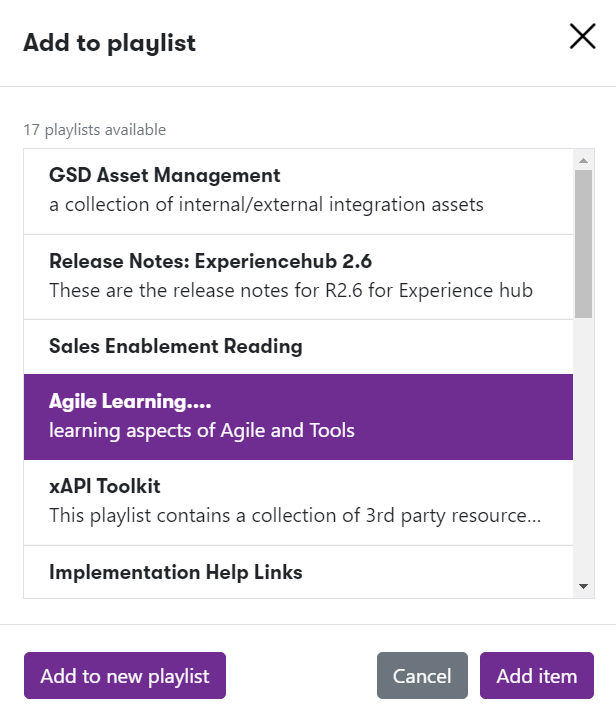 Add to playlist
17 playlists available
GSD Asset Management
a collection of internal/external integration assets
Release Notes: Experiencehub 2.6
These are the release notes for R2.6 for Experience hub
Sales Enablement Reading
Agile Learning....
learning aspects of Agile and Tools
xAPI Toolkit
This playlist contains a collection of 3rd party resource...
Implementation Help Links
Add to new playlist
Cancel
Add item